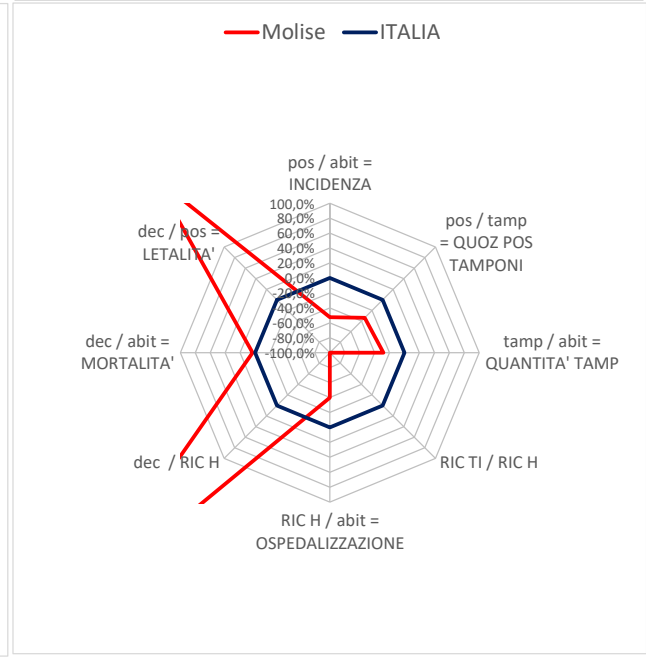 Molise ITALIA
pos / abit =
INCIDENZA
pos / tamp
= QUOZ POS
TAMPONI
tamp / abit =
QUANTITA' TAMP
RIC TI / RIC H
RIC H / abit =
OSPEDALIZZAZIONE
dec / RIC H
dec / abit =
MORTALITA'
dec / pos =
LETALITA'
100,0%
80,0%
60,0%
40,0%
20,0%
0,0%
-20,0%
-40,0%
-60,0%
-80,0%
-100,0%